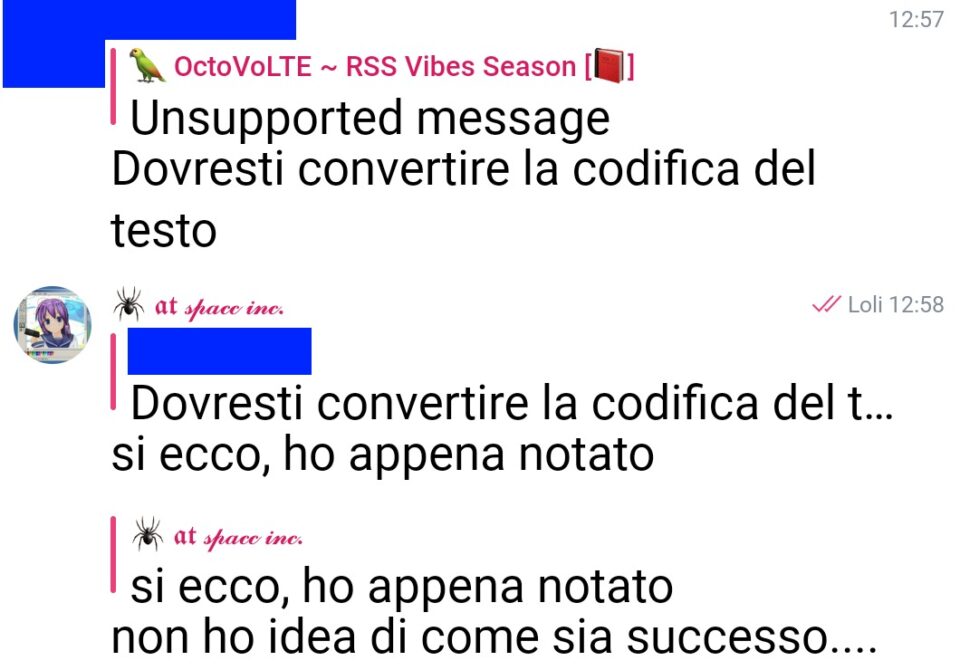 12:57
🦜 OctoVoLTE ~ RSS Vibes Season [📕]
Unsupported message
Dovresti convertire la codifica del
testo
🕷 𝖆𝖙 𝓼𝓹𝓪𝓬𝓬 𝓲𝓷𝓬. Loli 12:58
Dovresti convertire la codifica del t...
si ecco, ho appena notato
🕷 𝖆𝖙 𝓼𝓹𝓪𝓬𝓬 𝓲𝓷𝓬.
si ecco, ho appena notato
non ho idea di come sia successo....